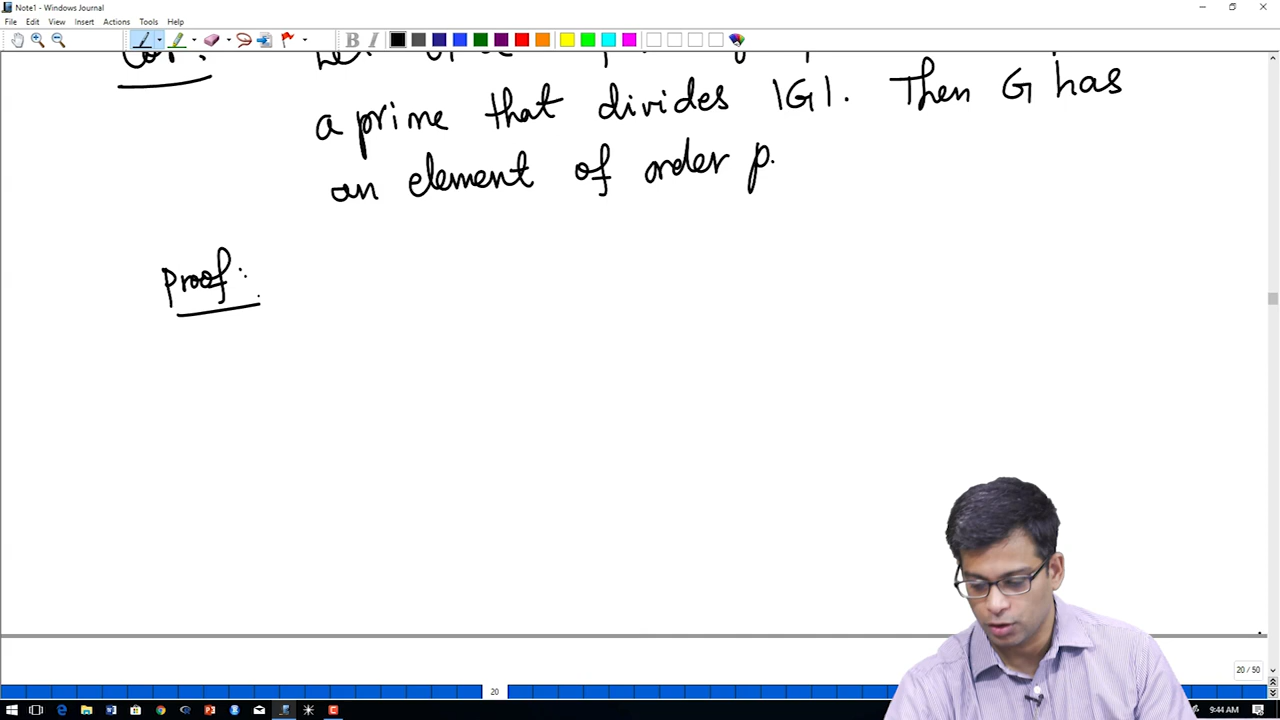 Note1 - Windows Journal
File Edit View Insert Actions Tools Help
B I
Cor:
a prime that divides |G|. Then G has
an element of order p.
Proof:
20 / 50
20
9:44 AM